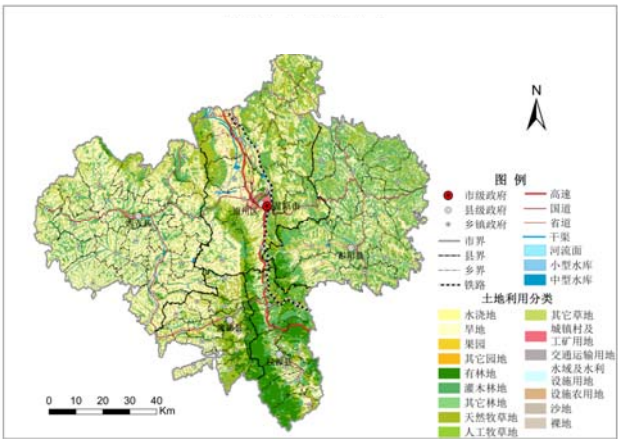 N
图 例
市级政府
县级政府
乡镇政府
市界
县界
乡界
铁路
高速
国道
省道
干渠
河流面
小型水库
中型水库
土地利用分类
水浇地
旱地
果园
其它园地
有林地
灌木林地
其它林地
天然牧草地
人工牧草地
其它草地
城镇村及
工矿用地
交通运输用地
水域及水利
设施用地
设施农用地
沙地
裸地
0 10 20 30 40
Km